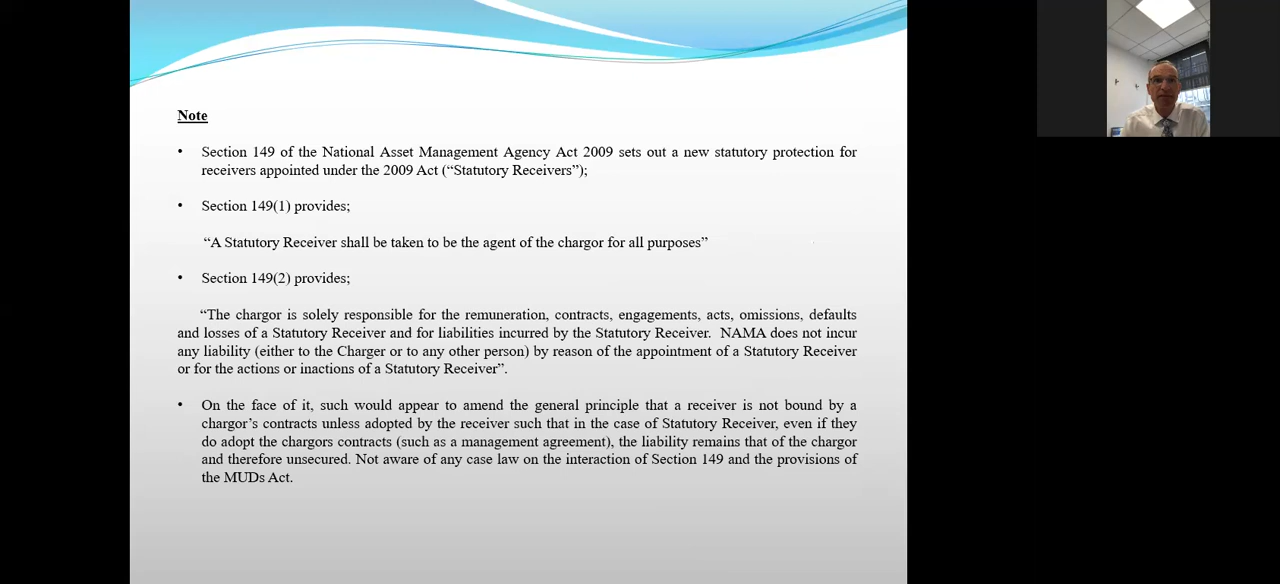 Note
• Section 149 of the National Asset Management Agency Act 2009 sets out a new statutory protection for
receivers appointed under the 2009 Act (“Statutory Receivers”);
• Section 149(1) provides;
“A Statutory Receiver shall be taken to be the agent of the chargor for all purposes”
• Section 149(2) provides;
“The chargor is solely responsible for the remuneration, contracts, engagements, acts, omissions, defaults
and losses of a Statutory Receiver and for liabilities incurred by the Statutory Receiver. NAMA does not incur
any liability (either to the Charger or to any other person) by reason of the appointment of a Statutory Receiver
or for the actions or inactions of a Statutory Receiver”.
• On the face of it, such would appear to amend the general principle that a receiver is not bound by a
chargor’s contracts unless adopted by the receiver such that in the case of Statutory Receiver, even if they
do adopt the chargors contracts (such as a management agreement), the liability remains that of the chargor
and therefore unsecured. Not aware of any case law on the interaction of Section 149 and the provisions of
the MUDs Act.